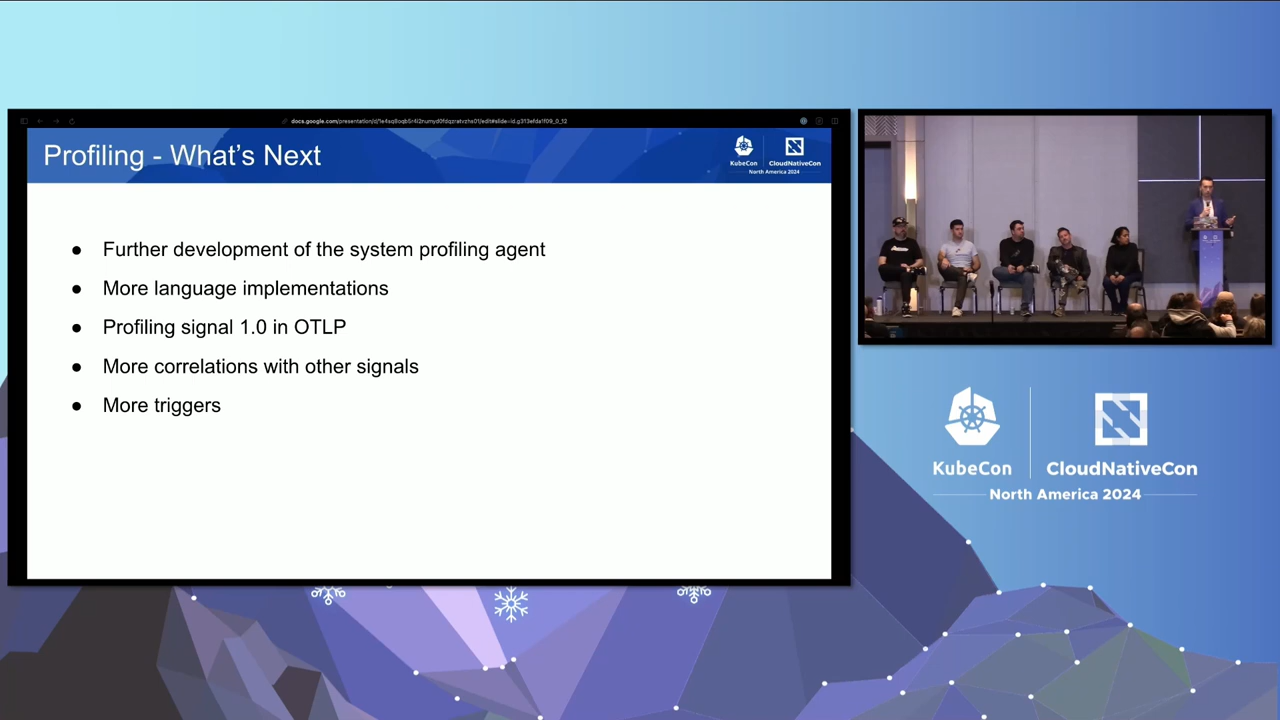 Profiling - What's Next
KubeCon
CloudNativeCon
North America 2024
● Further development of the system profiling agent
● More language implementations
● Profiling signal 1.0 in OTLP
● More correlations with other signals
● More triggers
KubeCon
CloudNativeCon
North America 2024